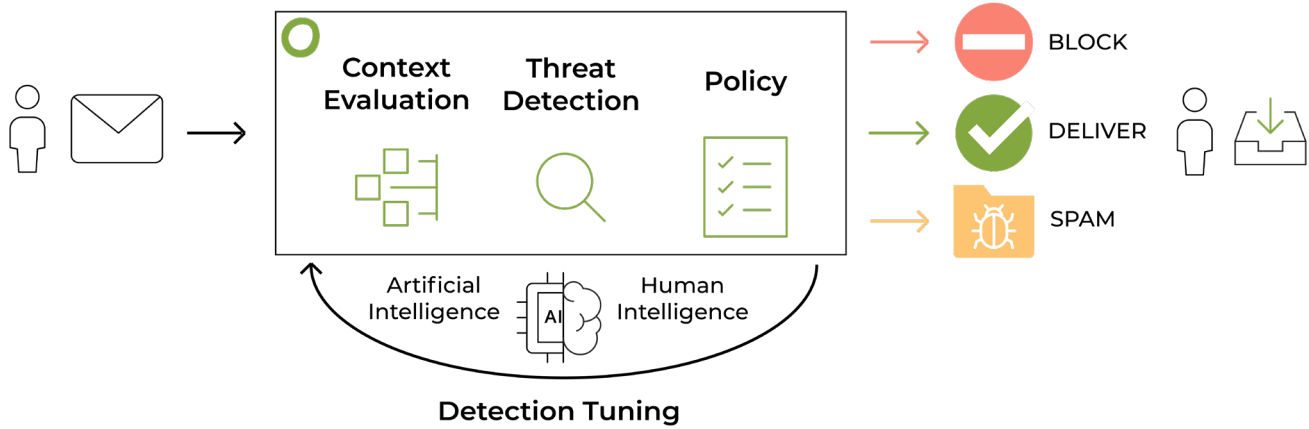 Context
Evaluation
Threat
Detection
Policy
BLOCK
DELIVER
SPAM
Artificial
Intelligence
AI
Human
Intelligence
Detection Tuning